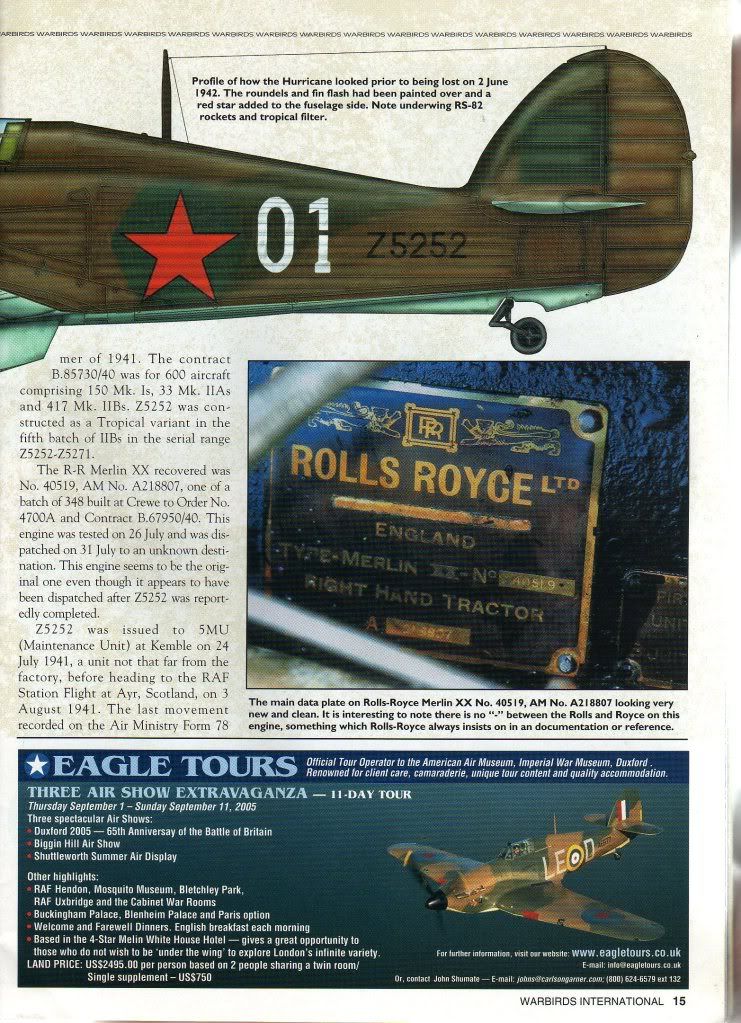 WARBIRDS WARBIRDS WARBIRDS WARBIRDS WARBIRDS WARBIRDS WARBIRDS WARBIRDS WARBIRDS WARBIRDS WARBIRDS WARBIRDS WARBIRDS WARBIRDS
Profile of how the Hurricane looked prior to being lost on 2 June
1942. The roundels and fin flash had been painted over and a
red star added to the fuselage side. Note underwing RS-82
rockets and tropical filter.
01
Z5252
mer of 1941. The contract
B.85730/40 was for 600 aircraft
comprising 150 Mk. Is, 33 Mk. IIAs
and 417 Mk. IIBs. Z5252 was con-
structed as a Tropical variant in the
fifth batch of IIBs in the serial range
Z5252-Z5271.
The R-R Merlin XX recovered was
No. 40519, AM No. A218807, one of a
batch of 348 built at Crewe to Order No.
4700A and Contract B.67950/40. This
engine was tested on 26 July and was dis-
patched on 31 July to an unknown desti-
nation. This engine seems to be the orig-
inal one even though it appears to have
been dispatched after Z5252 was report-
edly completed.
Z5252 was issued to 5MU
(Maintenance Unit) at Kemble on 24
July 1941, a unit not that far from the
factory, before heading to the RAF
Station Flight at Ayr, Scotland, on 3
August 1941. The last movement
recorded on the Air Ministry Form 78
RR
ROLLS ROYCE LTD
ENGLAND
TYPE-MERLIN XX-No 40519
RIGHT HAND TRACTOR
A
The main data plate on Rolls-Royce Merlin XX No. 40519, AM No. A218807 looking very
new and clean. It is interesting to note there is no "-" between the Rolls and Royce on this
engine, something which Rolls-Royce always insists on in an documentation or reference.
EAGLE TOURS
Official Tour Operator to the American Air Museum, Imperial War Museum, Duxford .
Renowned for client care, camaraderie, unique tour content and quality accommodation.
THREE AIR SHOW EXTRAVAGANZA — 11-DAY TOUR
Thursday September 1 – Sunday September 11, 2005
Three spectacular Air Shows:
• Duxford 2005 — 65th Anniversay of the Battle of Britain
• Biggin Hill Air Show
• Shuttleworth Summer Air Display
Other highlights:
• RAF Hendon, Mosquito Museum, Bletchley Park,
RAF Uxbridge and the Cabinet War Rooms
• Buckingham Palace, Blenheim Palace and Paris option
• Welcome and Farewell Dinners. English breakfast each morning
• Based in the 4-Star Melin White House Hotel — gives a great opportunity to
those who do not wish to be 'under the wing' to explore London's infinite variety.
LAND PRICE: US$2495.00 per person based on 2 people sharing a twin room/
Single supplement – US$750
LE D
For further information, visit our website: www.eagletours.co.uk
E-mail: info@eagletours.co.uk
Or, contact John Shumate — E-mail: johns@carlsongarner.com; (800) 624-6579 ext 132
WARBIRDS INTERNATIONAL 15